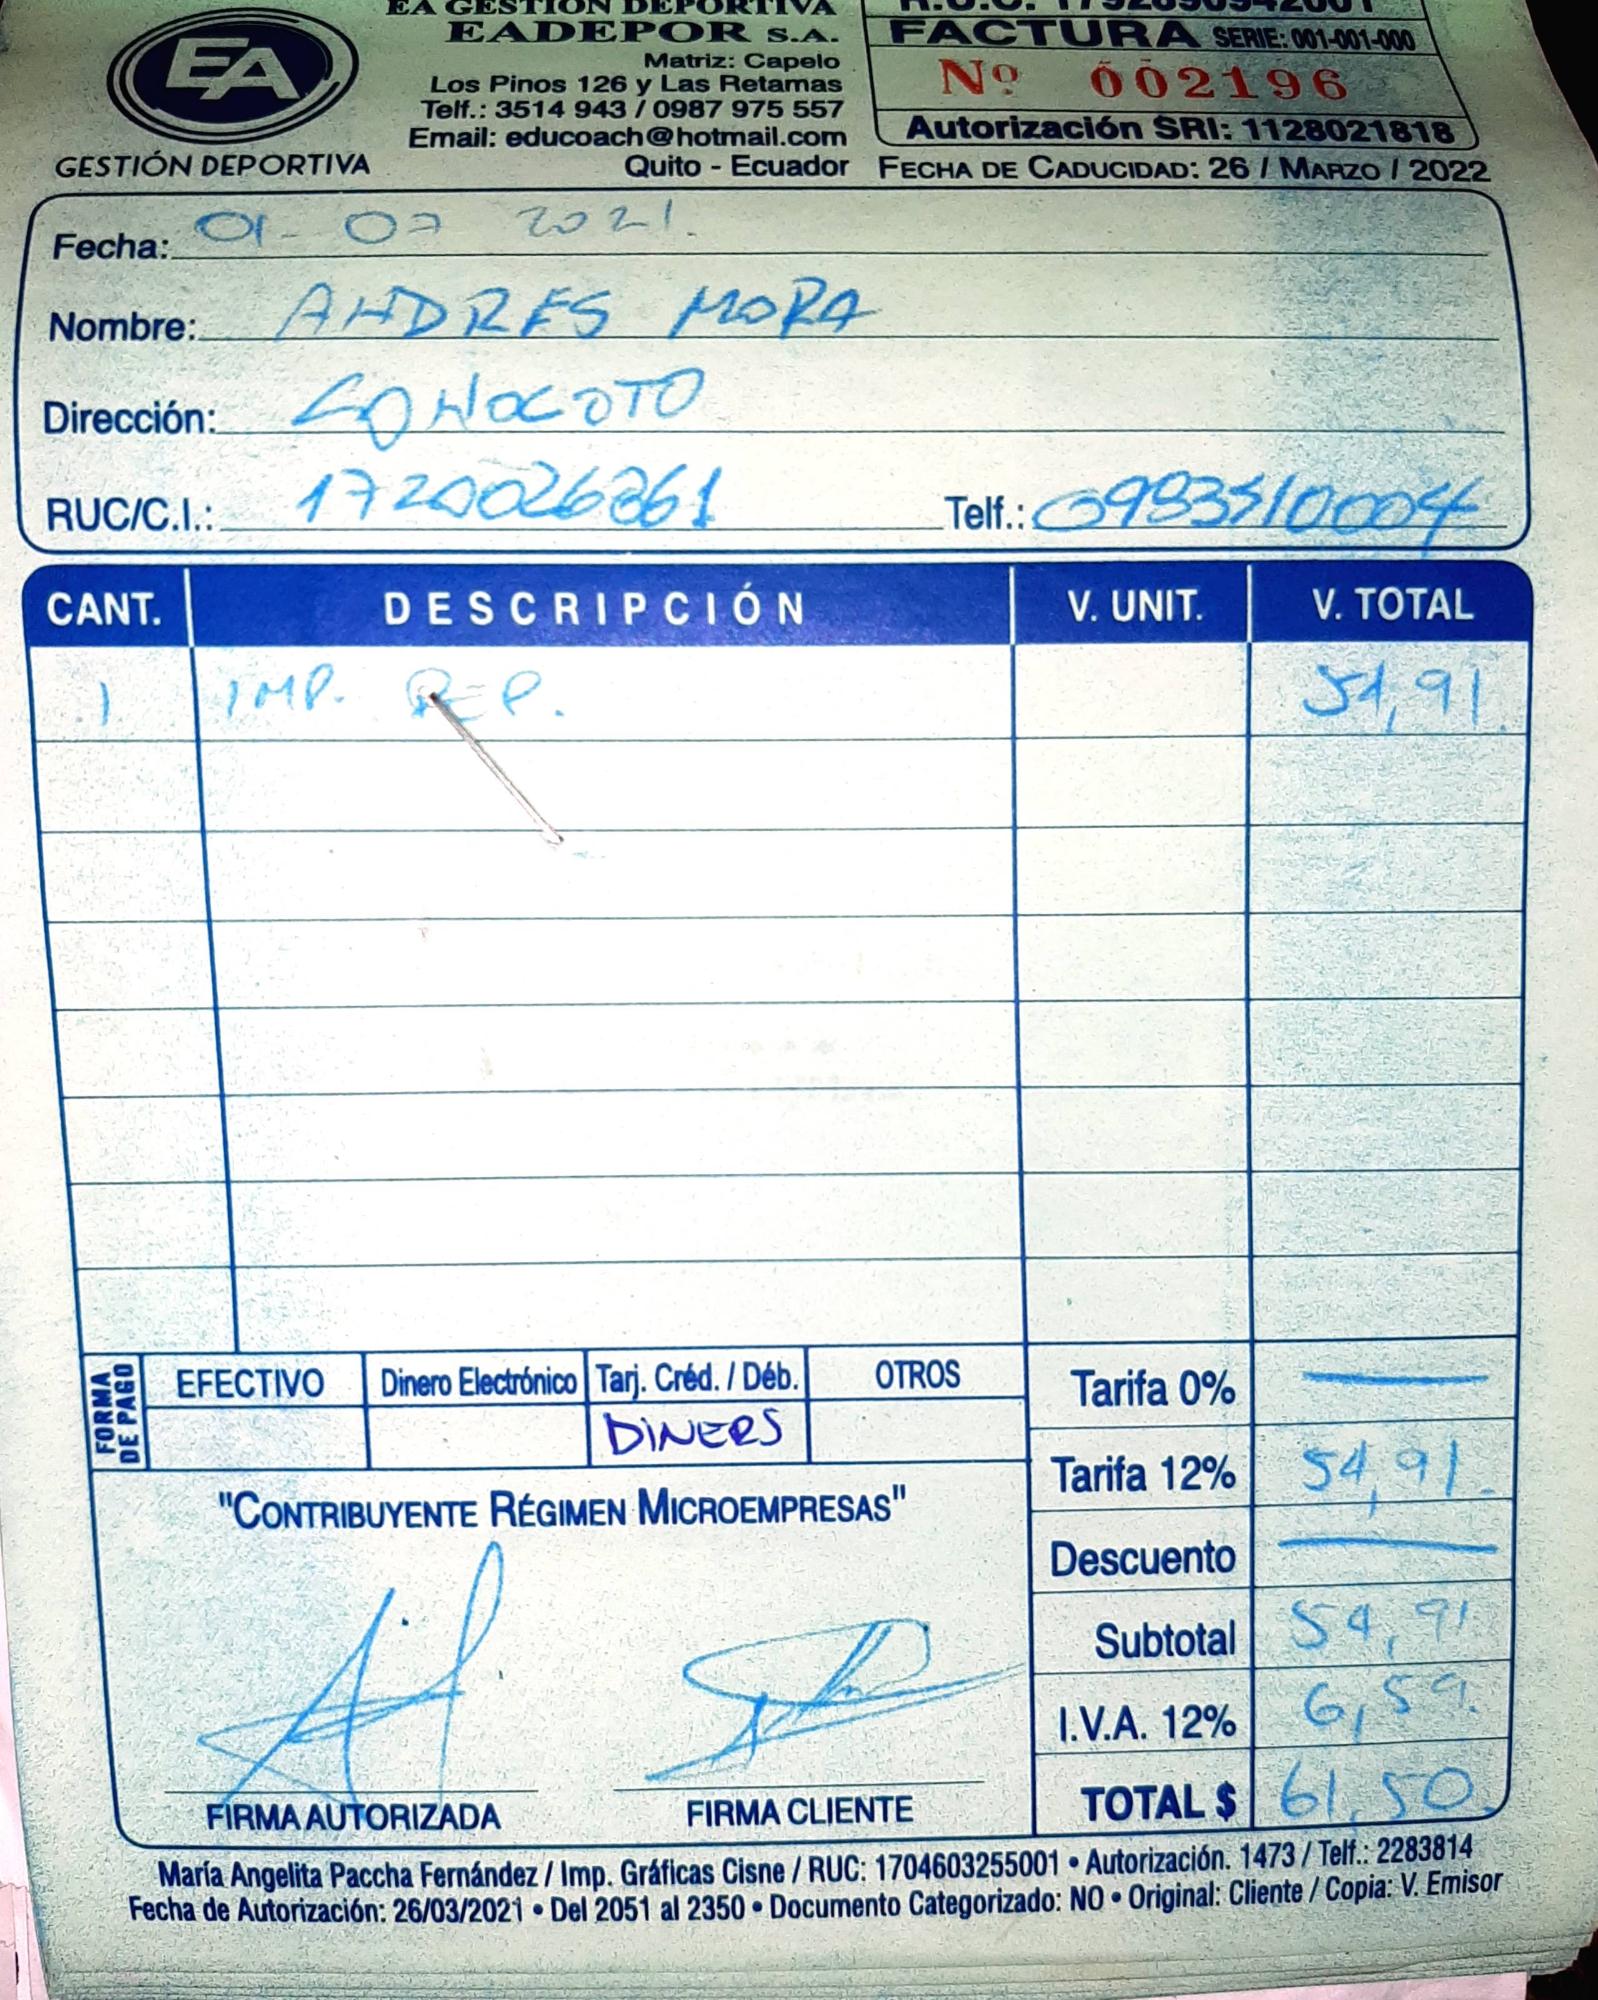 EA GESTIÓN DEPORTIVA
EADEPOR S.A.
Matriz: Capelo
Los Pinos 126 y Las Retamas
Telf.: 3514 943 / 0987 975 557
Email: educoach@hotmail.com
Quito - Ecuador
EA
GESTIÓN DEPORTIVA
FACTURA SERIE: 001-001-000
Nº 002196
Autorización SRI: 1128021818
FECHA DE CADUCIDAD: 26 / MARZO / 2022
Fecha: 01-07 2021.
Nombre: ANDRES MORA
Dirección: CONOCOTO
RUC/C.I.: Telf.:
CANT. DESCRIPCIÓN V. UNIT. V. TOTAL
1 IMP. REP. 54,91
FORMA DE PAGO
EFECTIVO Dinero Electrónico Tarj. Créd. / Déb. OTROS
DINERS
Tarifa 0%
Tarifa 12% 54,91
Descuento
Subtotal 54,91
I.V.A. 12% 6,59
TOTAL $ 61,50
"CONTRIBUYENTE RÉGIMEN MICROEMPRESAS"
FIRMA AUTORIZADA FIRMA CLIENTE
María Angelita Paccha Fernández / Imp. Gráficas Cisne / RUC: 1704603255001 • Autorización. 1473 / Telf.: 2283814
Fecha de Autorización: 26/03/2021 • Del 2051 al 2350 • Documento Categorizado: NO • Original: Cliente / Copia: V. Emisor